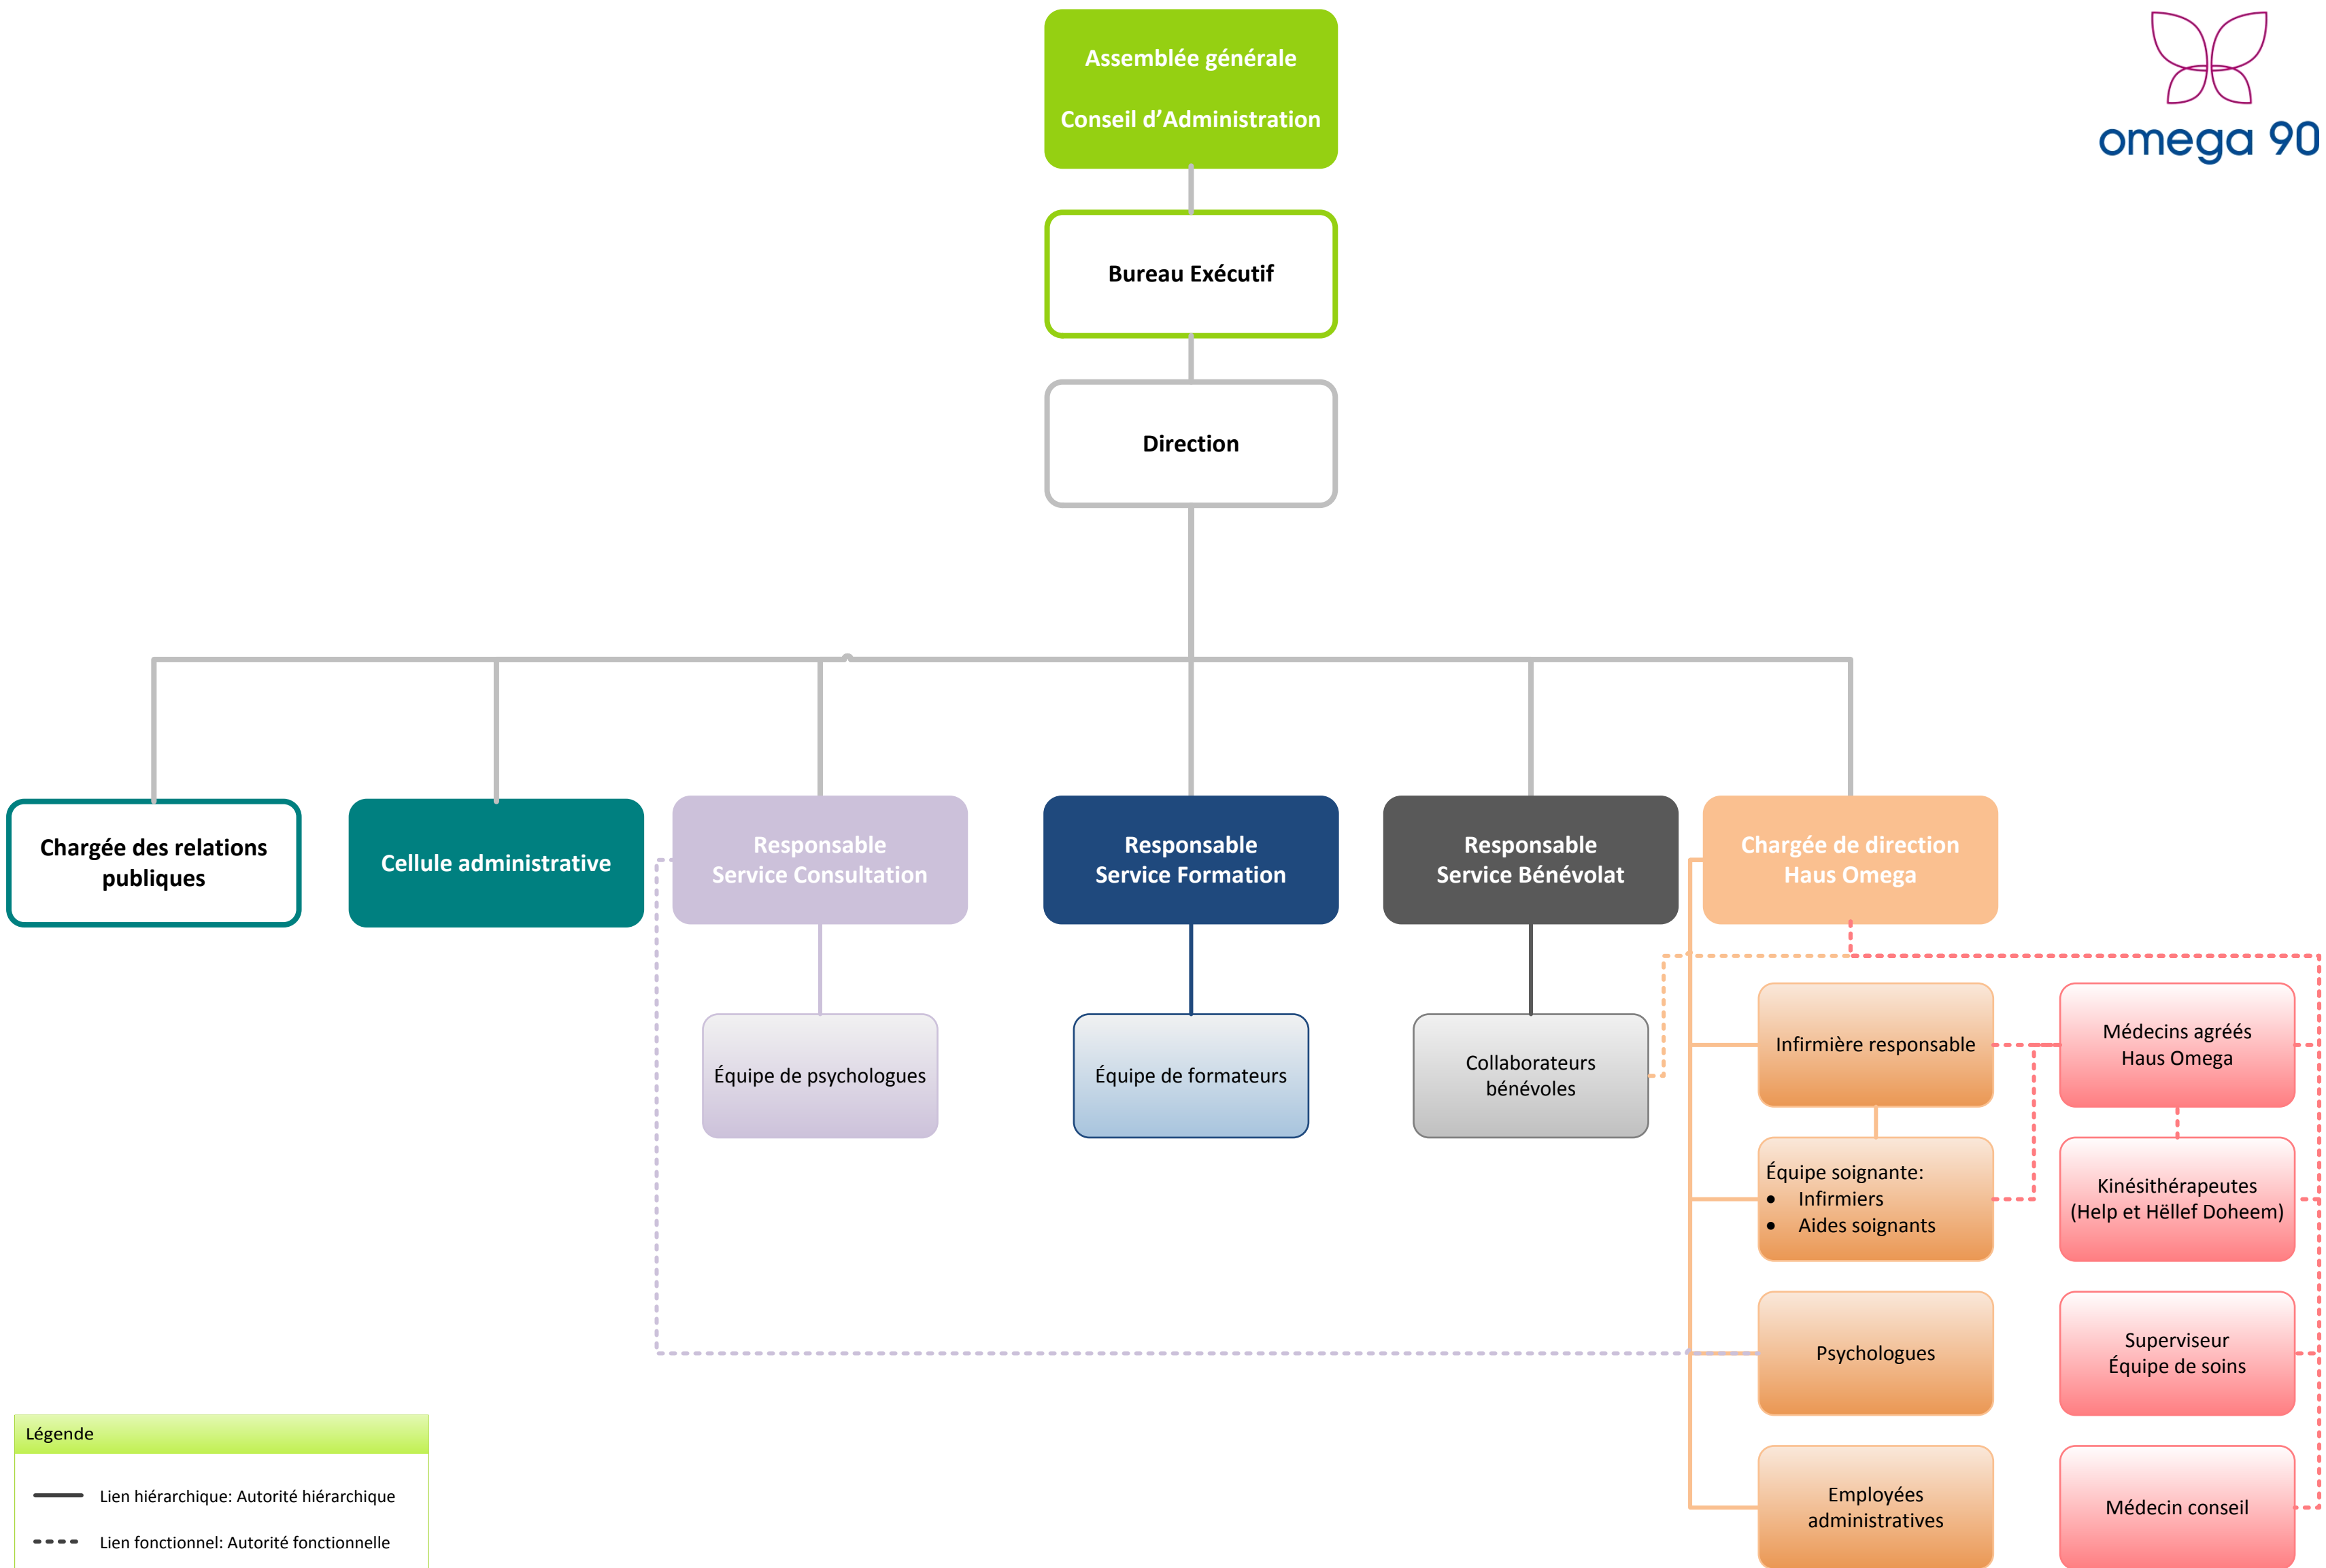 Assemblée générale
Conseil d’Administration
omega 90
Bureau Exécutif
Direction
Chargée des relations
publiques
Cellule administrative
Responsable
Service Consultation
Responsable
Service Formation
Responsable
Service Bénévolat
Chargée de direction
Haus Omega
Équipe de psychologues
Équipe de formateurs
Collaborateurs
bénévoles
Infirmière responsable
Médecins agréés
Haus Omega
Équipe soignante:
• Infirmiers
• Aides soignants
Kinésithérapeutes
(Help et Hëllef Doheem)
Psychologues
Superviseur
Équipe de soins
Employées
administratives
Médecin conseil
Légende
Lien hiérarchique: Autorité hiérarchique
Lien fonctionnel: Autorité fonctionnelle